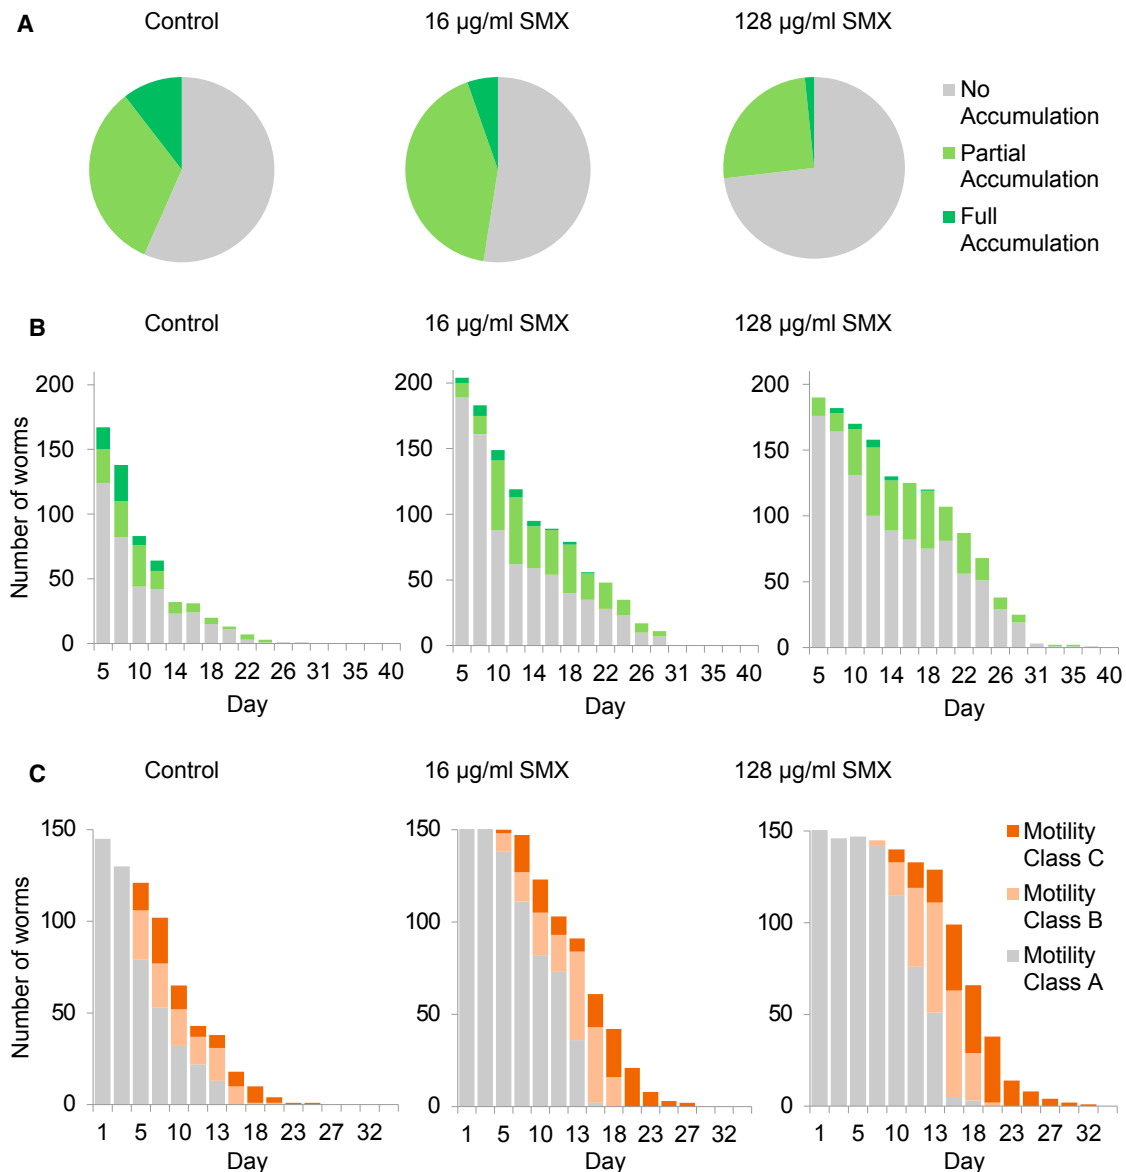 A
Control
16 µg/ml SMX
128 µg/ml SMX
No
Accumulation
Partial
Accumulation
Full
Accumulation
B
Control
16 µg/ml SMX
128 µg/ml SMX
Number of worms
200
150
100
50
0
5 10 14 18 22 26 31 35 40
Day
200
150
100
50
0
5 10 14 18 22 26 31 35 40
Day
200
150
100
50
0
5 10 14 18 22 26 31 35 40
Day
C
Control
16 µg/ml SMX
128 µg/ml SMX
Number of worms
150
100
50
0
1 5 10 13 18 23 27 32
Day
150
100
50
0
1 5 10 13 18 23 27 32
Day
150
100
50
0
1 5 10 13 18 23 27 32
Day
Motility
Class C
Motility
Class B
Motility
Class A